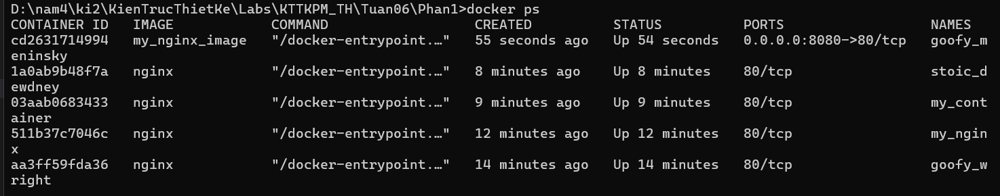 D:\nam4\ki2\KienTrucThietKe\Labs\KTTKPM_TH\Tuan06\Phan1>docker ps
CONTAINER ID   IMAGE            COMMAND                  CREATED          STATUS          PORTS                  NAMES
cd2631714994   my_nginx_image   "/docker-entrypoint.…"   55 seconds ago   Up 54 seconds   0.0.0.0:8080->80/tcp   goofy_m
eninsky
1a0ab9b48f7a   nginx            "/docker-entrypoint.…"   8 minutes ago    Up 8 minutes    80/tcp                 stoic_d
ewdney
03aab0683433   nginx            "/docker-entrypoint.…"   9 minutes ago    Up 9 minutes    80/tcp                 my_cont
ainer
511b37c7046c   nginx            "/docker-entrypoint.…"   12 minutes ago   Up 12 minutes   80/tcp                 my_ngin
x
aa3ff59fda36   nginx            "/docker-entrypoint.…"   14 minutes ago   Up 14 minutes   80/tcp                 goofy_w
right